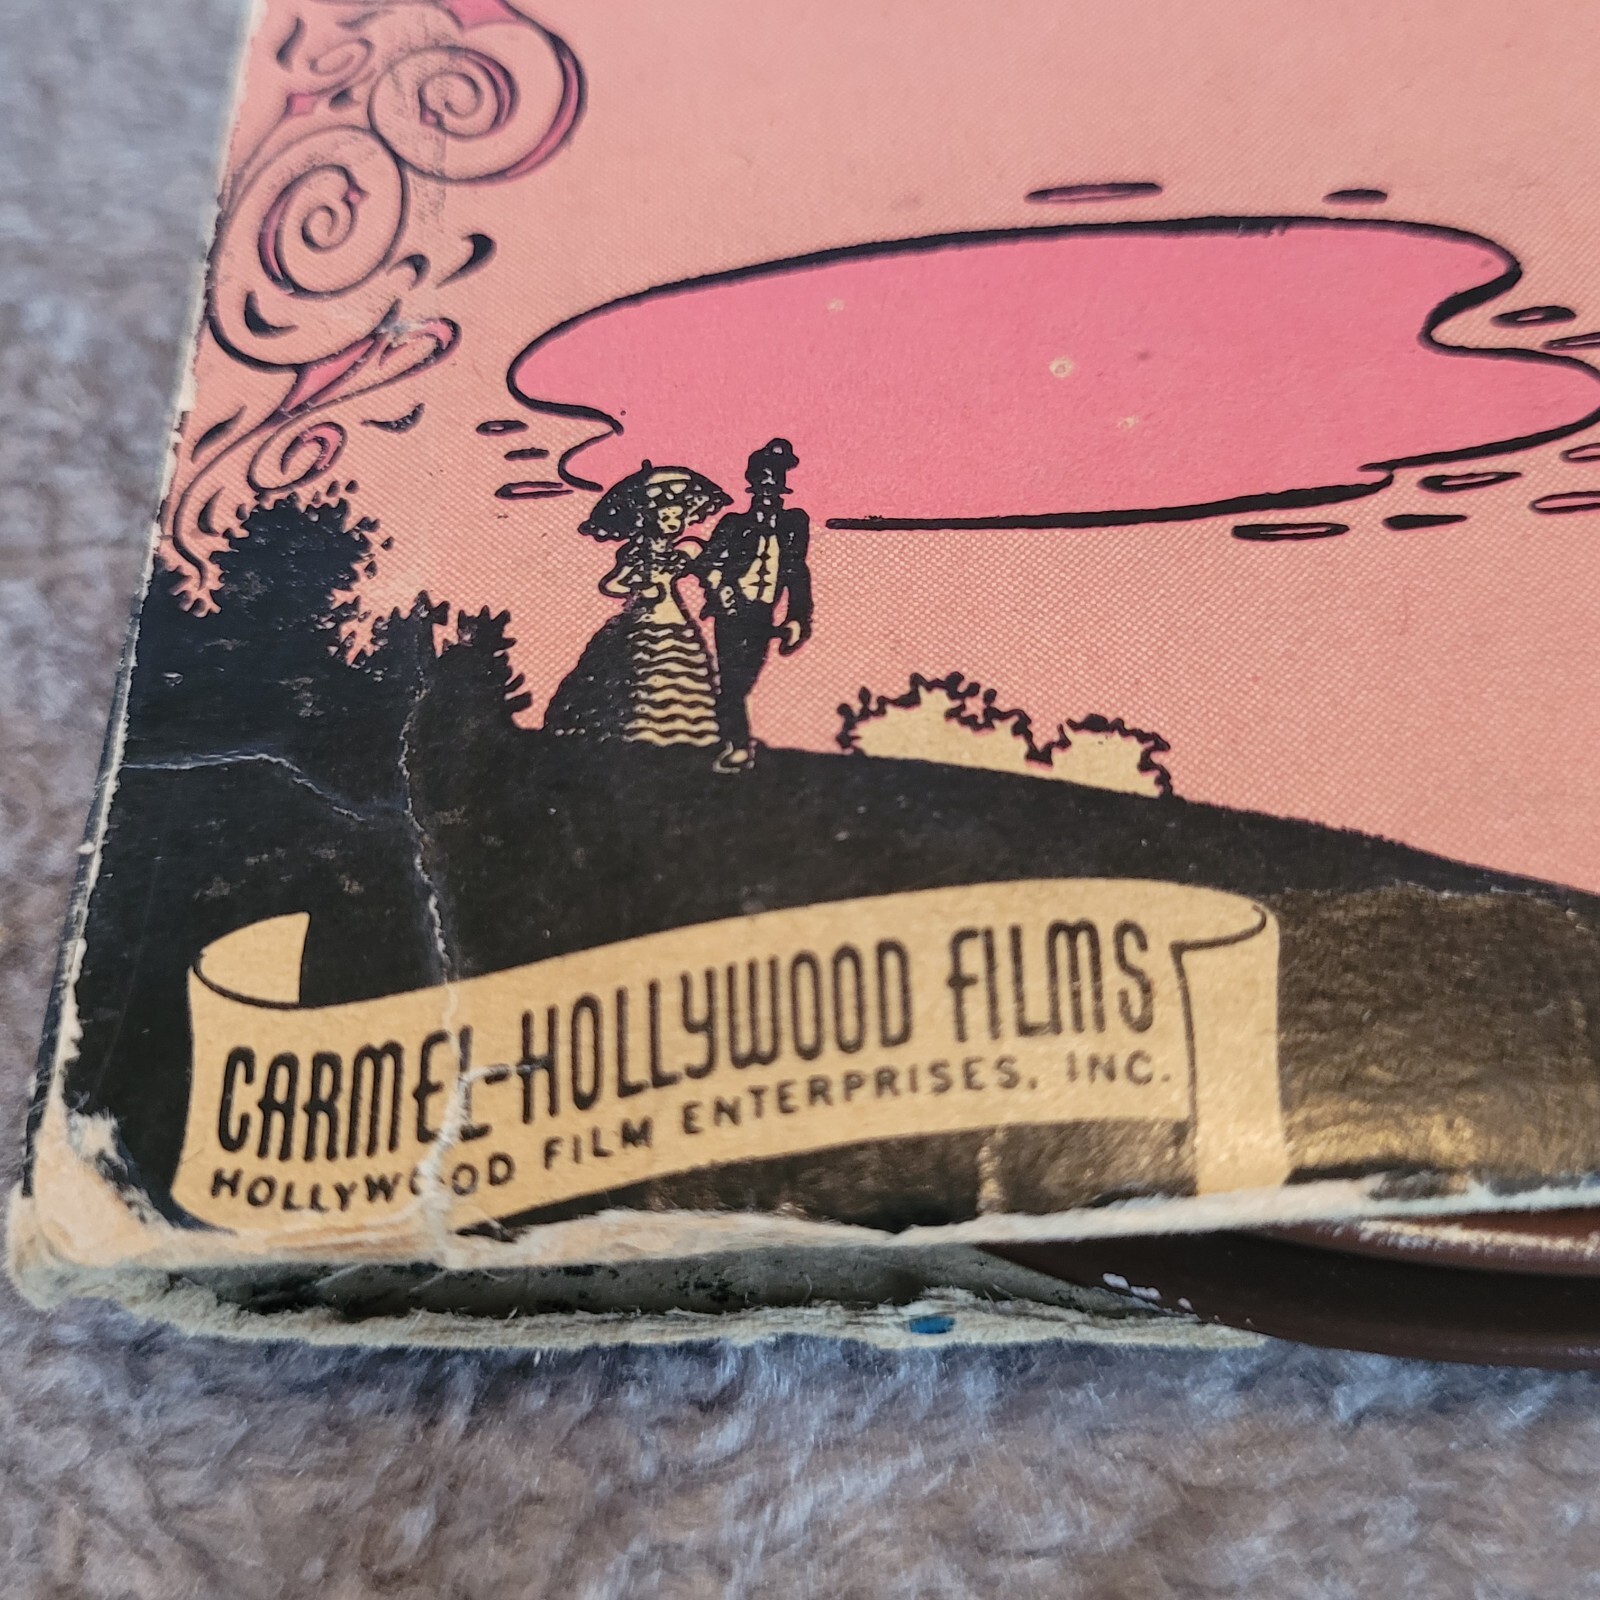 CARMEL-HOLLYWOOD FILMS
HOLLYWOOD FILM ENTERPRISES, INC.